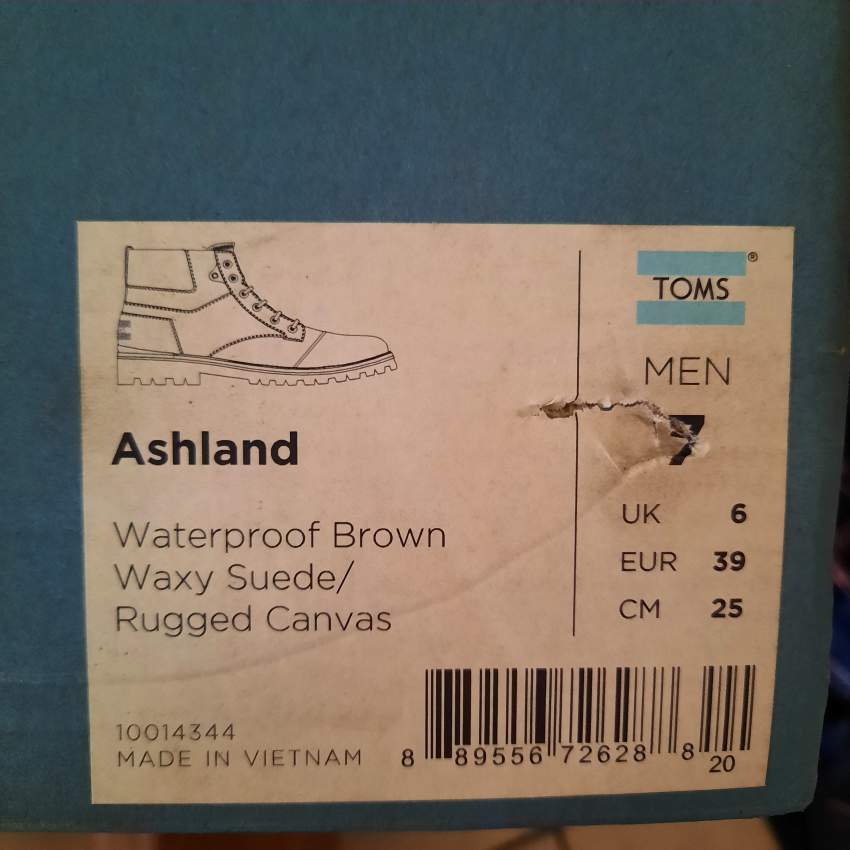 TOMS®
MEN
7
Ashland
UK 6
EUR 39
CM 25
Waterproof Brown
Waxy Suede/
Rugged Canvas
10014344
MADE IN VIETNAM
8 89556 72628 8 20